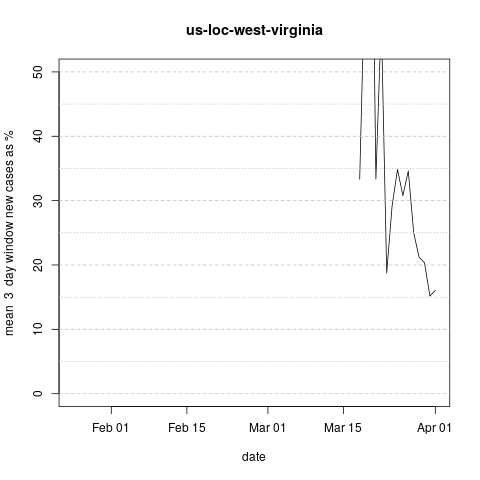 us-loc-west-virginia
mean 3 day window new cases as %
50
40
30
20
10
0
Feb 01 Feb 15 Mar 01 Mar 15 Apr 01
date